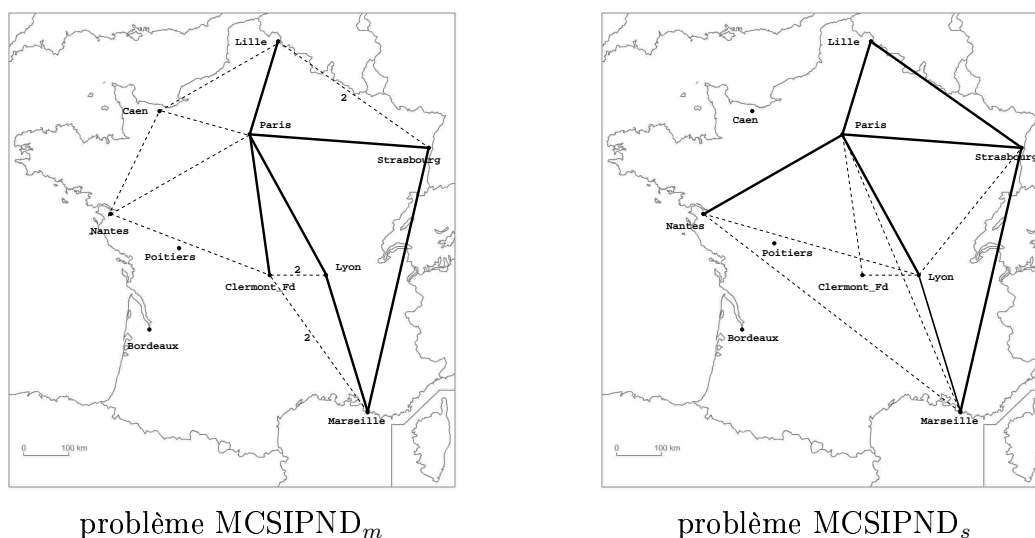 Lille
2
Caen
Paris
Strasbourg
Nantes
Poitiers
2
Lyon
Clermont_Fd
2
Bordeaux
Marseille
0 100 km
problème MCSIPND_m
Lille
Caen
Paris
Strasbourg
Nantes
Poitiers
Lyon
Clermont_Fd
Bordeaux
Marseille
0 100 km
problème MCSIPND_s